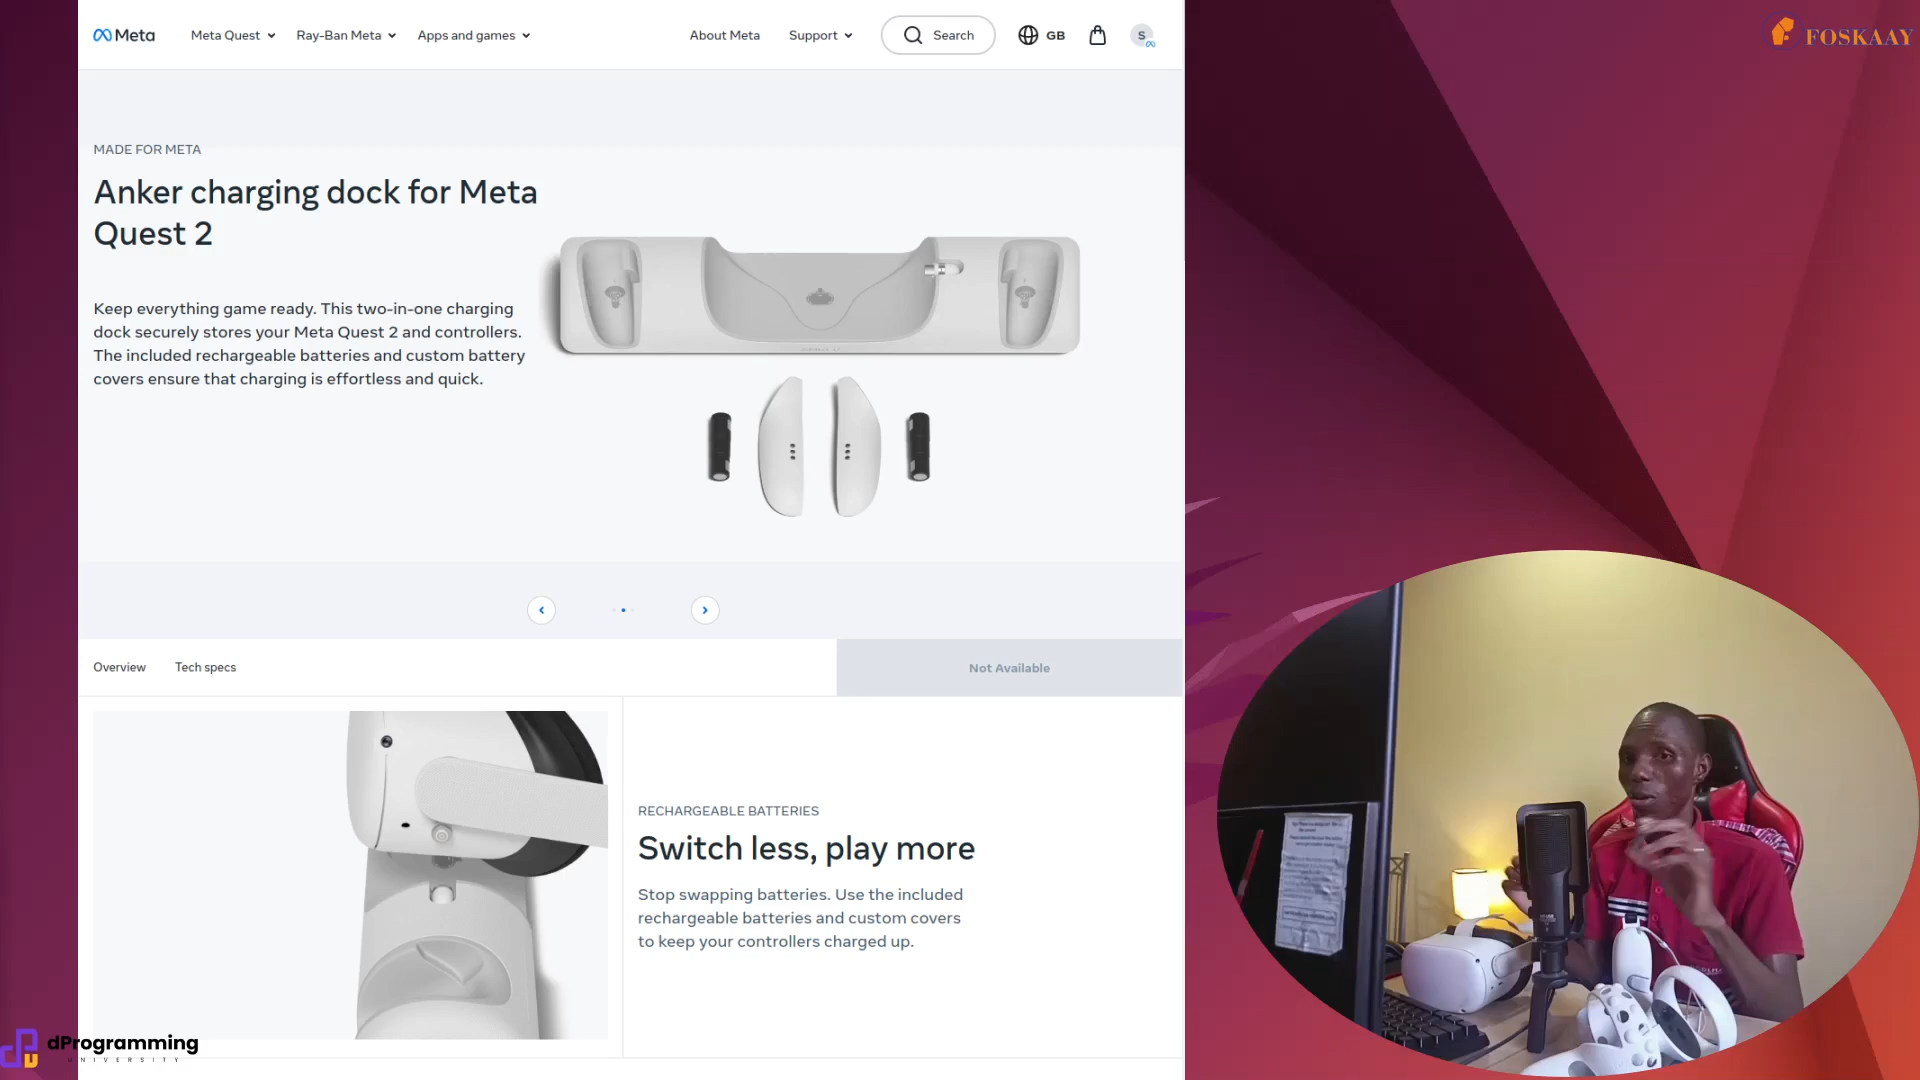 Meta
Meta Quest
Ray-Ban Meta
Apps and games
About Meta
Support
Search
GB
S
FOSKAAY
MADE FOR META
Anker charging dock for Meta
Quest 2
Keep everything game ready. This two-in-one charging
dock securely stores your Meta Quest 2 and controllers.
The included rechargeable batteries and custom battery
covers ensure that charging is effortless and quick.
Overview
Tech specs
Not Available
RECHARGEABLE BATTERIES
Switch less, play more
Stop swapping batteries. Use the included
rechargeable batteries and custom covers
to keep your controllers charged up.
dProgramming
UNIVERSITY